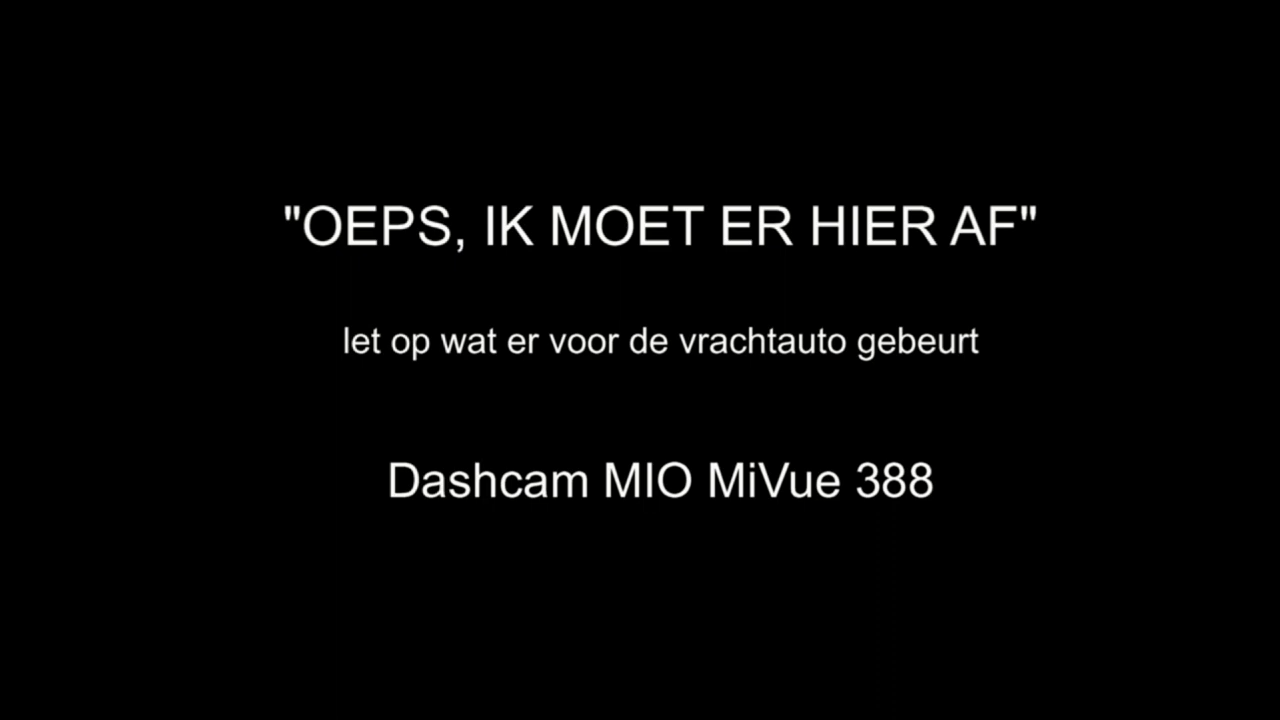 "OEPS, IK MOET ER HIER AF"
let op wat er voor de vrachtauto gebeurt
Dashcam MIO MiVue 388